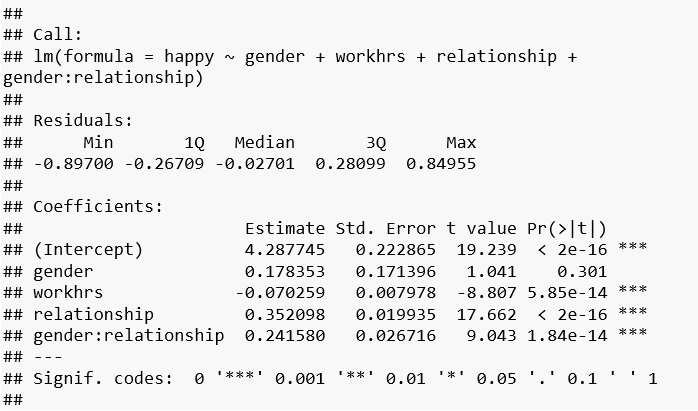 ##
## Call:
## lm(formula = happy ~ gender + workhrs + relationship +
gender:relationship)
##
## Residuals:
##      Min       1Q   Median       3Q      Max
## -0.89700 -0.26709 -0.02701  0.28099  0.84955
##
## Coefficients:
##                      Estimate Std. Error t value Pr(>|t|)
## (Intercept)          4.287745   0.222865  19.239  < 2e-16 ***
## gender               0.178353   0.171396   1.041    0.301
## workhrs             -0.070259   0.007978  -8.807 5.85e-14 ***
## relationship         0.352098   0.019935  17.662  < 2e-16 ***
## gender:relationship  0.241580   0.026716   9.043 1.84e-14 ***
## ---
## Signif. codes:  0 '***' 0.001 '**' 0.01 '*' 0.05 '.' 0.1 ' ' 1
##